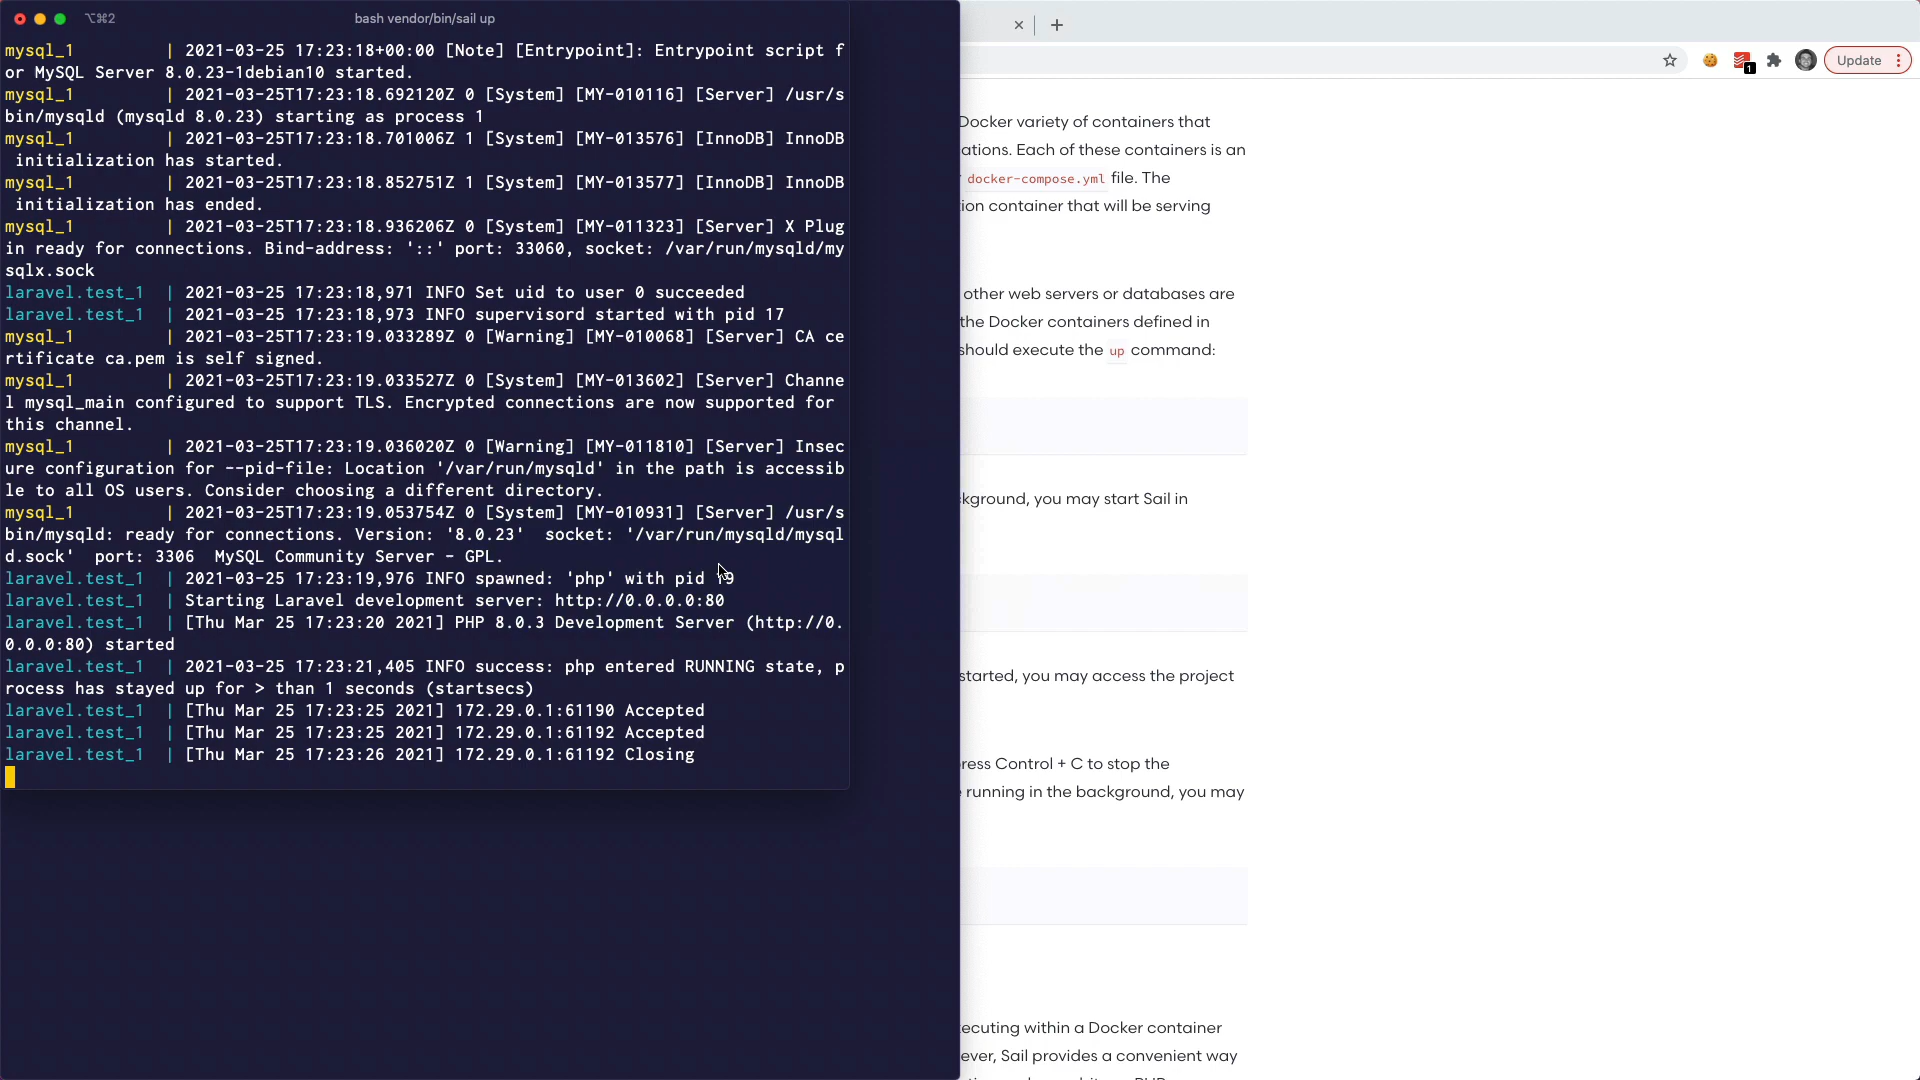 ⌥⌘2 bash vendor/bin/sail up
mysql_1         | 2021-03-25 17:23:18+00:00 [Note] [Entrypoint]: Entrypoint script f
or MySQL Server 8.0.23-1debian10 started.
mysql_1         | 2021-03-25T17:23:18.692120Z 0 [System] [MY-010116] [Server] /usr/s
bin/mysqld (mysqld 8.0.23) starting as process 1
mysql_1         | 2021-03-25T17:23:18.701006Z 1 [System] [MY-013576] [InnoDB] InnoDB
 initialization has started.
mysql_1         | 2021-03-25T17:23:18.852751Z 1 [System] [MY-013577] [InnoDB] InnoDB
 initialization has ended.
mysql_1         | 2021-03-25T17:23:18.936206Z 0 [System] [MY-011323] [Server] X Plug
in ready for connections. Bind-address: '::' port: 33060, socket: /var/run/mysqld/my
sqlx.sock
laravel.test_1  | 2021-03-25 17:23:18,971 INFO Set uid to user 0 succeeded
laravel.test_1  | 2021-03-25 17:23:18,973 INFO supervisord started with pid 17
mysql_1         | 2021-03-25T17:23:19.033289Z 0 [Warning] [MY-010068] [Server] CA ce
rtificate ca.pem is self signed.
mysql_1         | 2021-03-25T17:23:19.033527Z 0 [System] [MY-013602] [Server] Channe
l mysql_main configured to support TLS. Encrypted connections are now supported for
this channel.
mysql_1         | 2021-03-25T17:23:19.036020Z 0 [Warning] [MY-011810] [Server] Insec
ure configuration for --pid-file: Location '/var/run/mysqld' in the path is accessib
le to all OS users. Consider choosing a different directory.
mysql_1         | 2021-03-25T17:23:19.053754Z 0 [System] [MY-010931] [Server] /usr/s
bin/mysqld: ready for connections. Version: '8.0.23'  socket: '/var/run/mysqld/mysql
d.sock'  port: 3306  MySQL Community Server - GPL.
laravel.test_1  | 2021-03-25 17:23:19,976 INFO spawned: 'php' with pid 19
laravel.test_1  | Starting Laravel development server: http://0.0.0.0:80
laravel.test_1  | [Thu Mar 25 17:23:20 2021] PHP 8.0.3 Development Server (http://0.
0.0.0:80) started
laravel.test_1  | 2021-03-25 17:23:21,405 INFO success: php entered RUNNING state, p
rocess has stayed up for > than 1 seconds (startsecs)
laravel.test_1  | [Thu Mar 25 17:23:25 2021] 172.29.0.1:61190 Accepted
laravel.test_1  | [Thu Mar 25 17:23:25 2021] 172.29.0.1:61192 Accepted
laravel.test_1  | [Thu Mar 25 17:23:26 2021] 172.29.0.1:61192 Closing
1
Update
Docker variety of containers that
ations. Each of these containers is an
docker-compose.yml file. The
ion container that will be serving
other web servers or databases are
the Docker containers defined in
should execute the up command:
kground, you may start Sail in
started, you may access the project
ress Control + C to stop the
running in the background, you may
ecuting within a Docker container
ever, Sail provides a convenient way